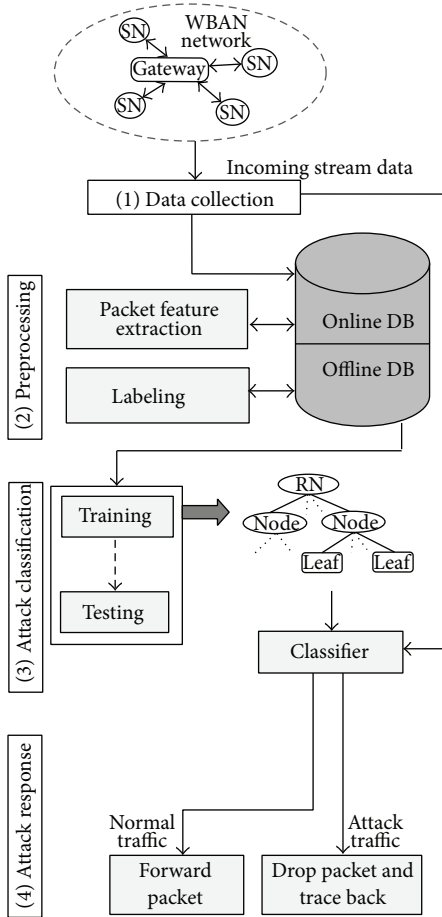 WBAN
network
SN
Gateway
SN
SN
SN
Incoming stream data
(1) Data collection
(2) Preprocessing
Packet feature
extraction
Online DB
Labeling
Offline DB
(3) Attack classification
Training
Testing
RN
Node
Node
Leaf
Leaf
Classifier
(4) Attack response
Normal
traffic
Attack
traffic
Forward
packet
Drop packet and
trace back